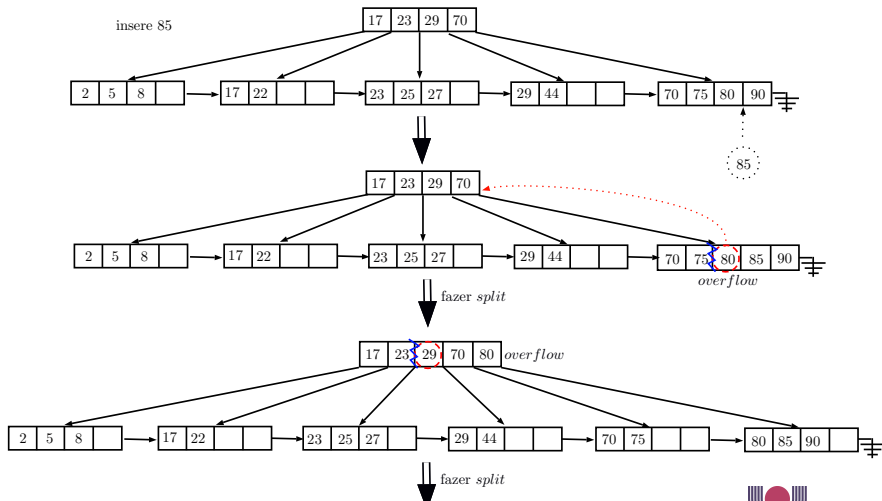 17 23 29 70
insere 85
2 5 8 17 22 23 25 27 29 44 70 75 80 90
85
17 23 29 70
2 5 8 17 22 23 25 27 29 44 70 75 80 85 90
overflow
fazer split
17 23 29 70 80 overflow
2 5 8 17 22 23 25 27 29 44 70 75 80 85 90
fazer split